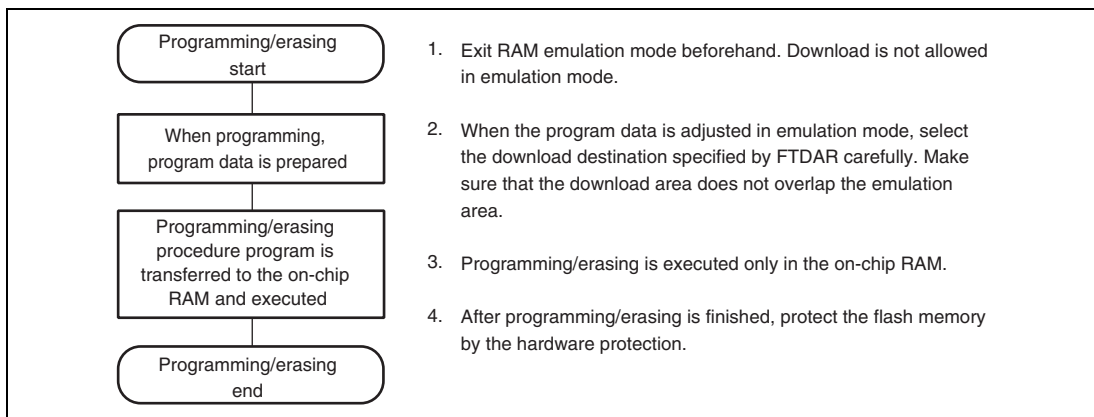 Programming/erasing
start
When programming,
program data is prepared
Programming/erasing
procedure program is
transferred to the on-chip
RAM and executed
Programming/erasing
end
1. Exit RAM emulation mode beforehand. Download is not allowed
in emulation mode.
2. When the program data is adjusted in emulation mode, select
the download destination specified by FTDAR carefully. Make
sure that the download area does not overlap the emulation
area.
3. Programming/erasing is executed only in the on-chip RAM.
4. After programming/erasing is finished, protect the flash memory
by the hardware protection.